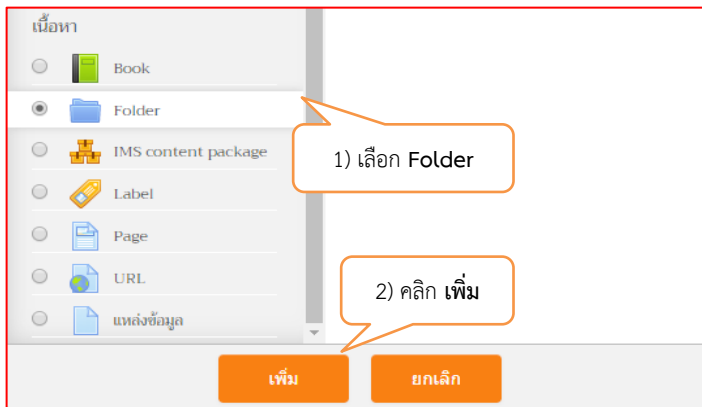 เนื้อหา
Book
Folder
IMS content package
Label
Page
URL
แหล่งข้อมูล
1) เลือก Folder
2) คลิก เพิ่ม
เพิ่ม
ยกเลิก